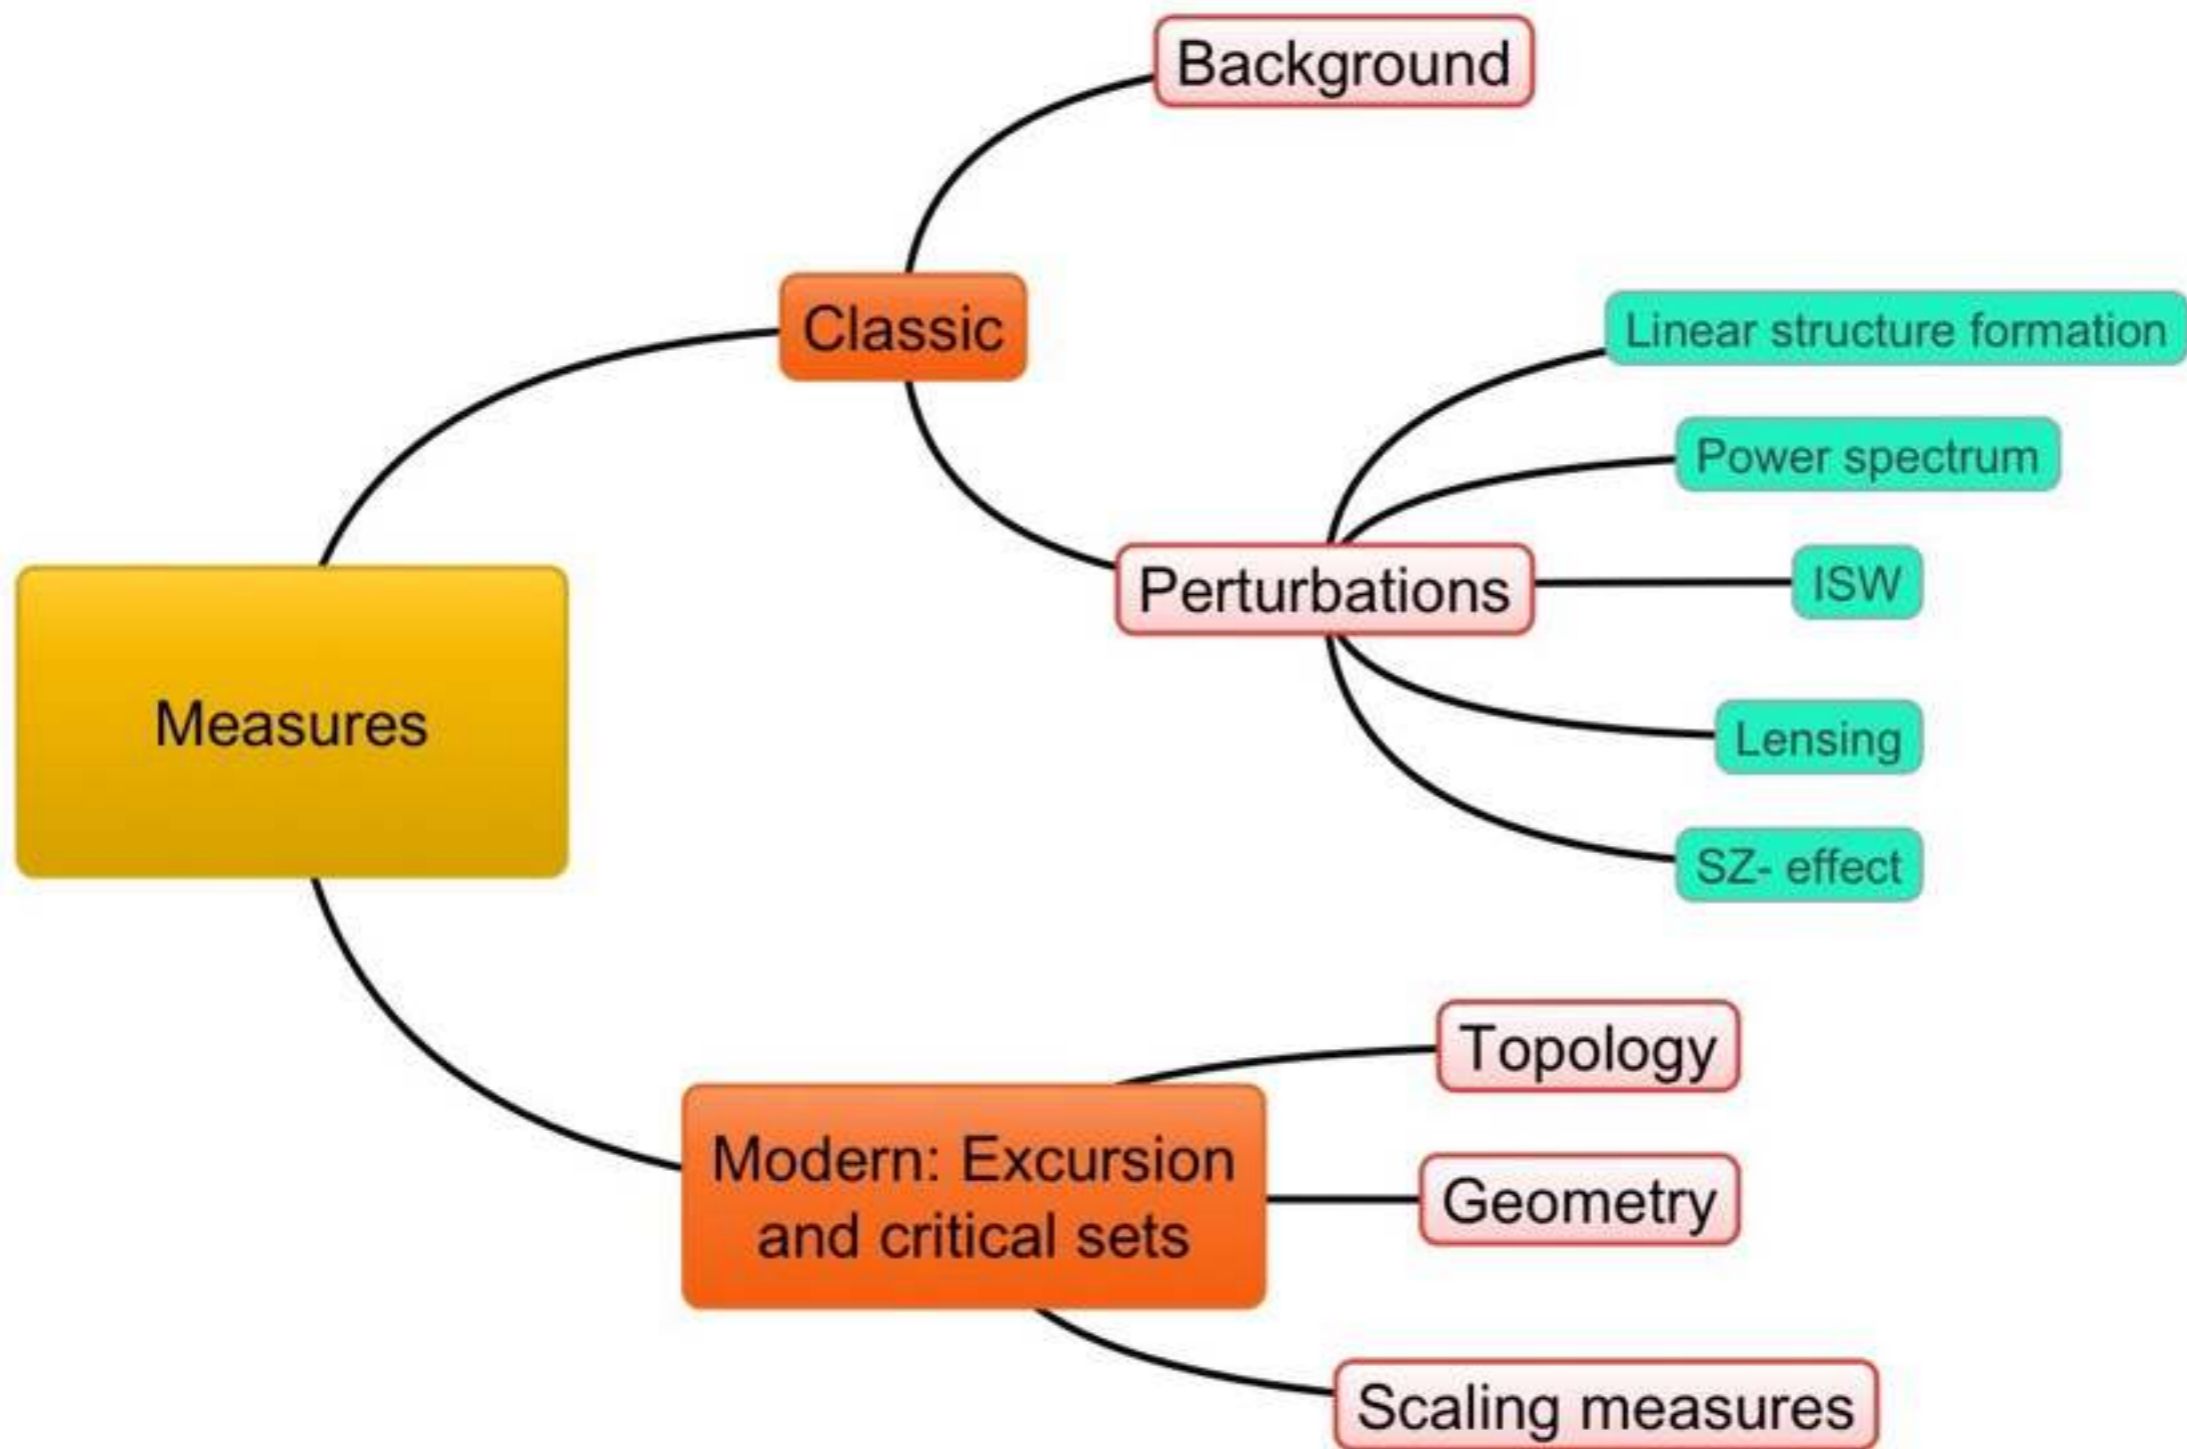 Background
Classic
Linear structure formation
Power spectrum
Perturbations
ISW
Measures
Lensing
SZ- effect
Topology
Modern: Excursion
and critical sets
Geometry
Scaling measures